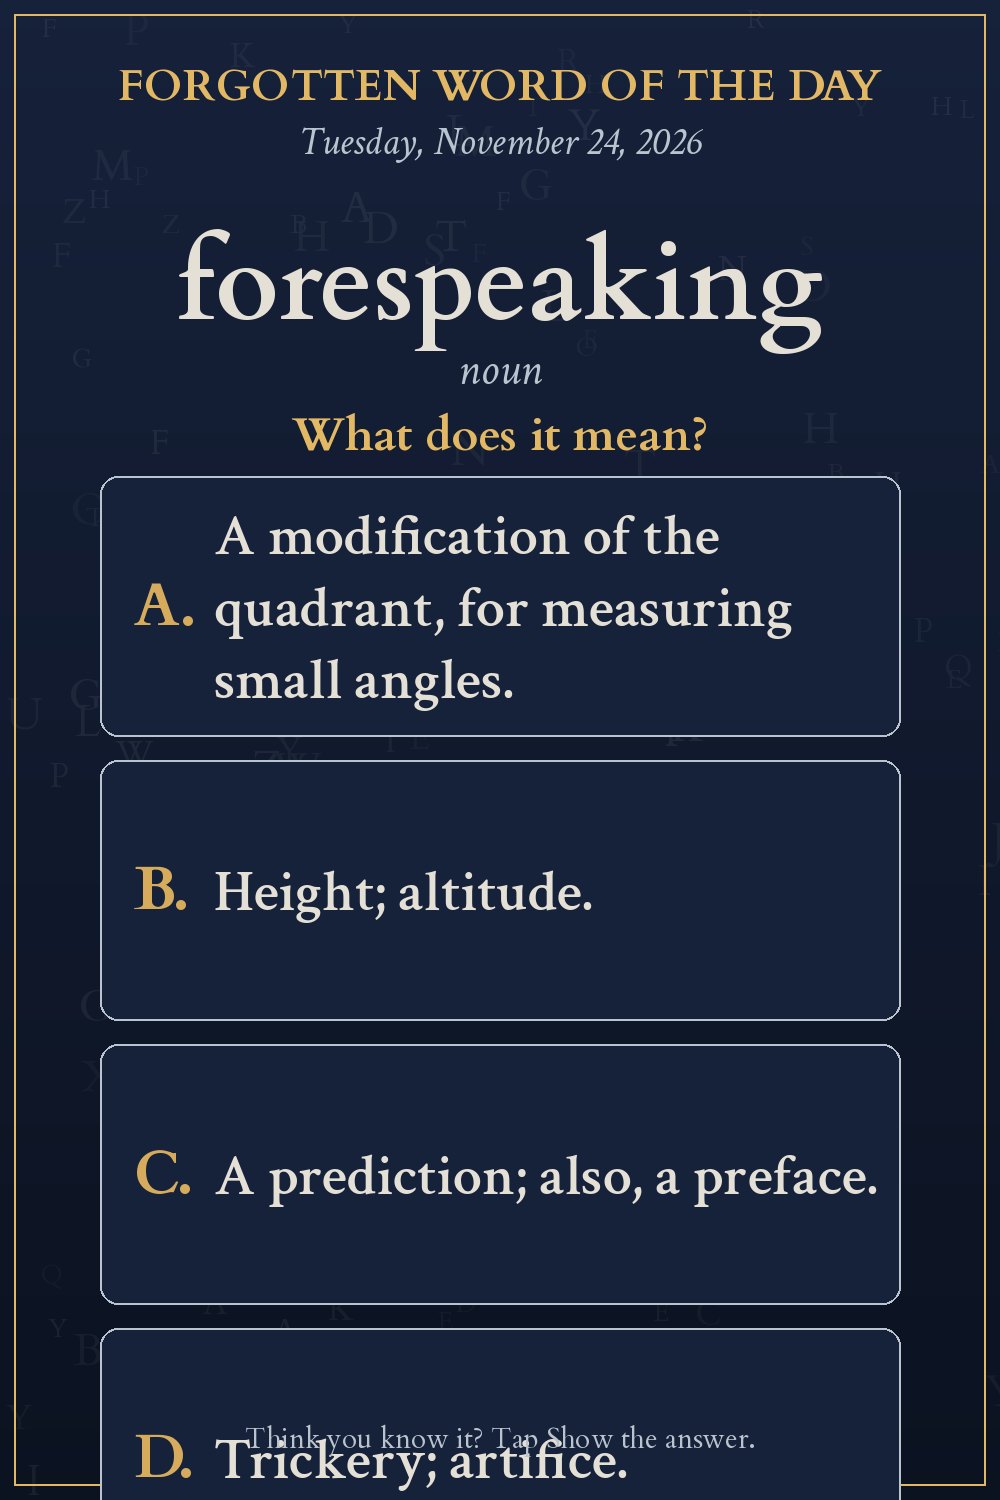 FORGOTTEN WORD OF THE DAY
Tuesday, November 24, 2026
forespeaking
noun
What does it mean?
A. A modification of the
quadrant, for measuring
small angles.
B. Height; altitude.
C. A prediction; also, a preface.
D. Trickery; artifice.
Think you know it? Tap Show the answer.